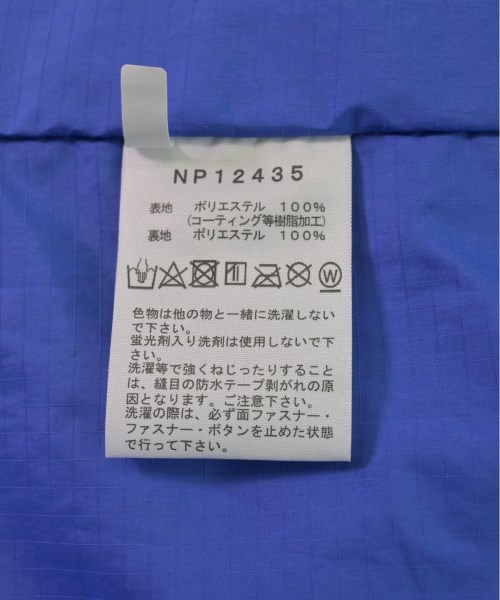 NP12435
表地 ポリエステル 100%
(コーティング等樹脂加工)
裏地 ポリエステル 100%
W
色物は他の物と一緒に洗濯しない
で下さい。
蛍光剤入り洗剤は使用しないで下
さい。
洗濯等で強くねじったりすること
は、縫目の防水テープ剥がれの原
因となります。ご注意下さい。
洗濯の際は、必ず面ファスナー・
ファスナー・ボタンを止めた状態
で行って下さい。